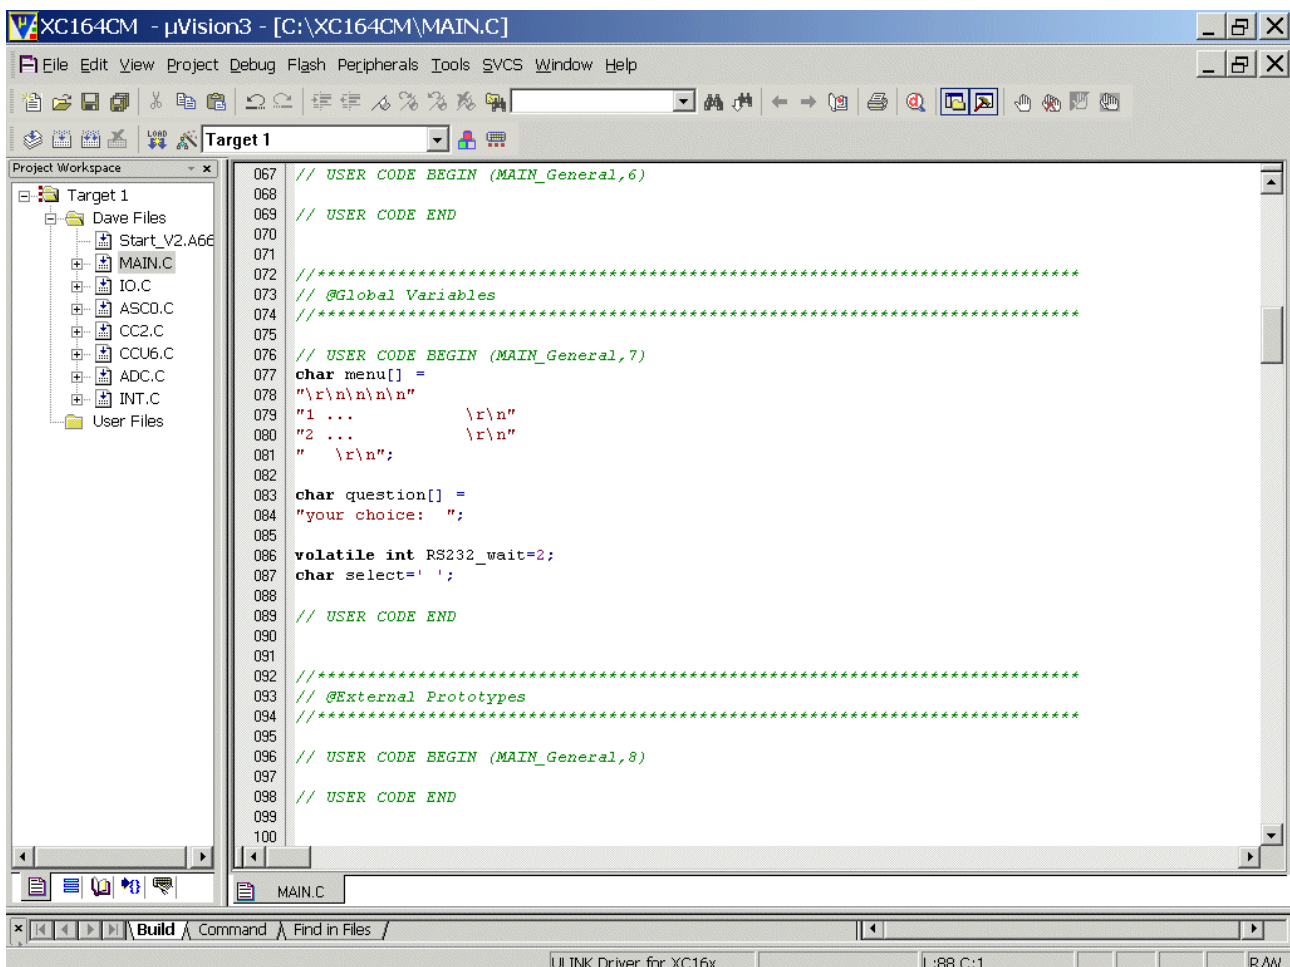 XC164CM  - µVision3 - [C:\XC164CM\MAIN.C]
File Edit View Project Debug Flash Peripherals Tools SVCS Window Help
LOAD Target 1
Project Workspace
Target 1
Dave Files
Start_V2.A66
MAIN.C
IO.C
ASC0.C
CC2.C
CCU6.C
ADC.C
INT.C
User Files
067 // USER CODE BEGIN (MAIN_General,6)
068
069 // USER CODE END
070
071
072 //****************************************************************************
073 // @Global Variables
074 //****************************************************************************
075
076 // USER CODE BEGIN (MAIN_General,7)
077 char menu[] =
078 "\r\n\n\n\n"
079 "1 ...           \r\n"
080 "2 ...           \r\n"
081 "   \r\n";
082
083 char question[] =
084 "your choice:  ";
085
086 volatile int RS232_wait=2;
087 char select=' ';
088
089 // USER CODE END
090
091
092 //****************************************************************************
093 // @External Prototypes
094 //****************************************************************************
095
096 // USER CODE BEGIN (MAIN_General,8)
097
098 // USER CODE END
099
100
MAIN.C
Build Command Find in Files
ULINK Driver for XC16x L:88 C:1 R/W